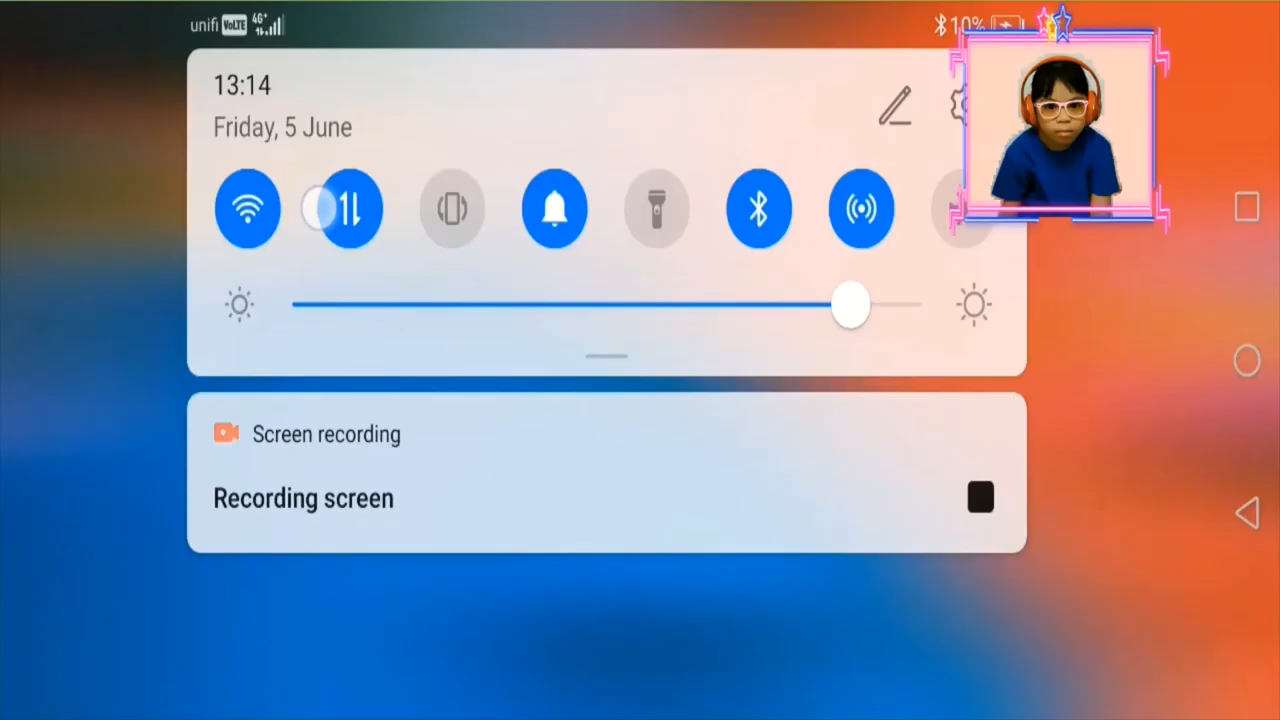 unifi VoLTE 4G+
10%
13:14
Friday, 5 June
Screen recording
Recording screen